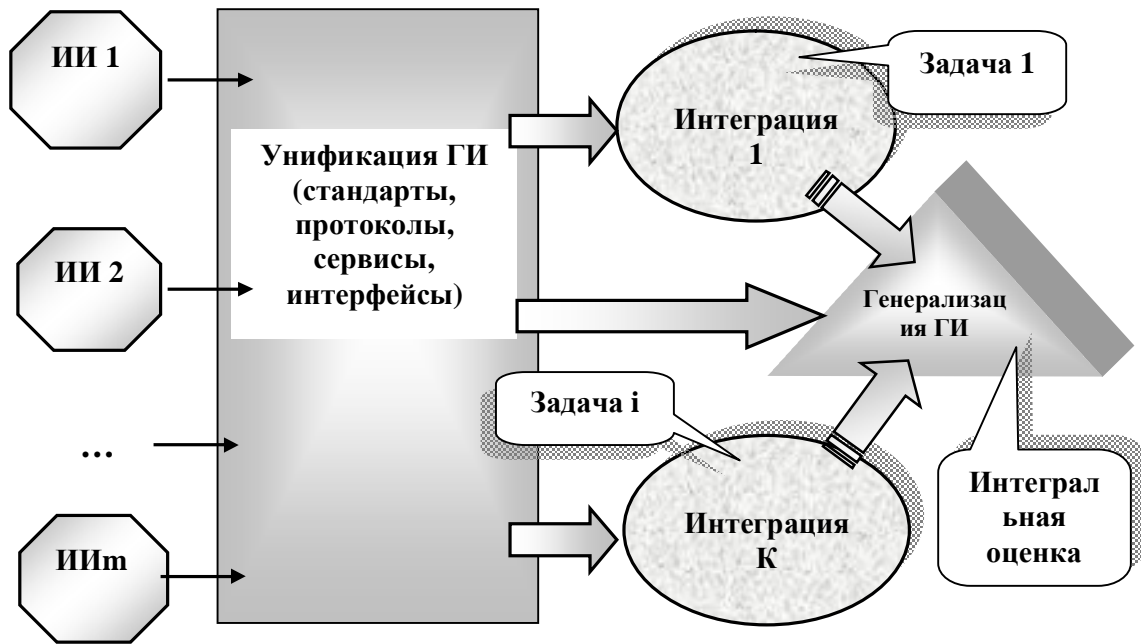 ИИ 1
ИИ 2
...
ИИm
Унификация ГИ
(стандарты,
протоколы,
сервисы,
интерфейсы)
Интеграция
1
Задача 1
Генерализац
ия ГИ
Задача i
Интеграция
К
Интеграл
ьная
оценка